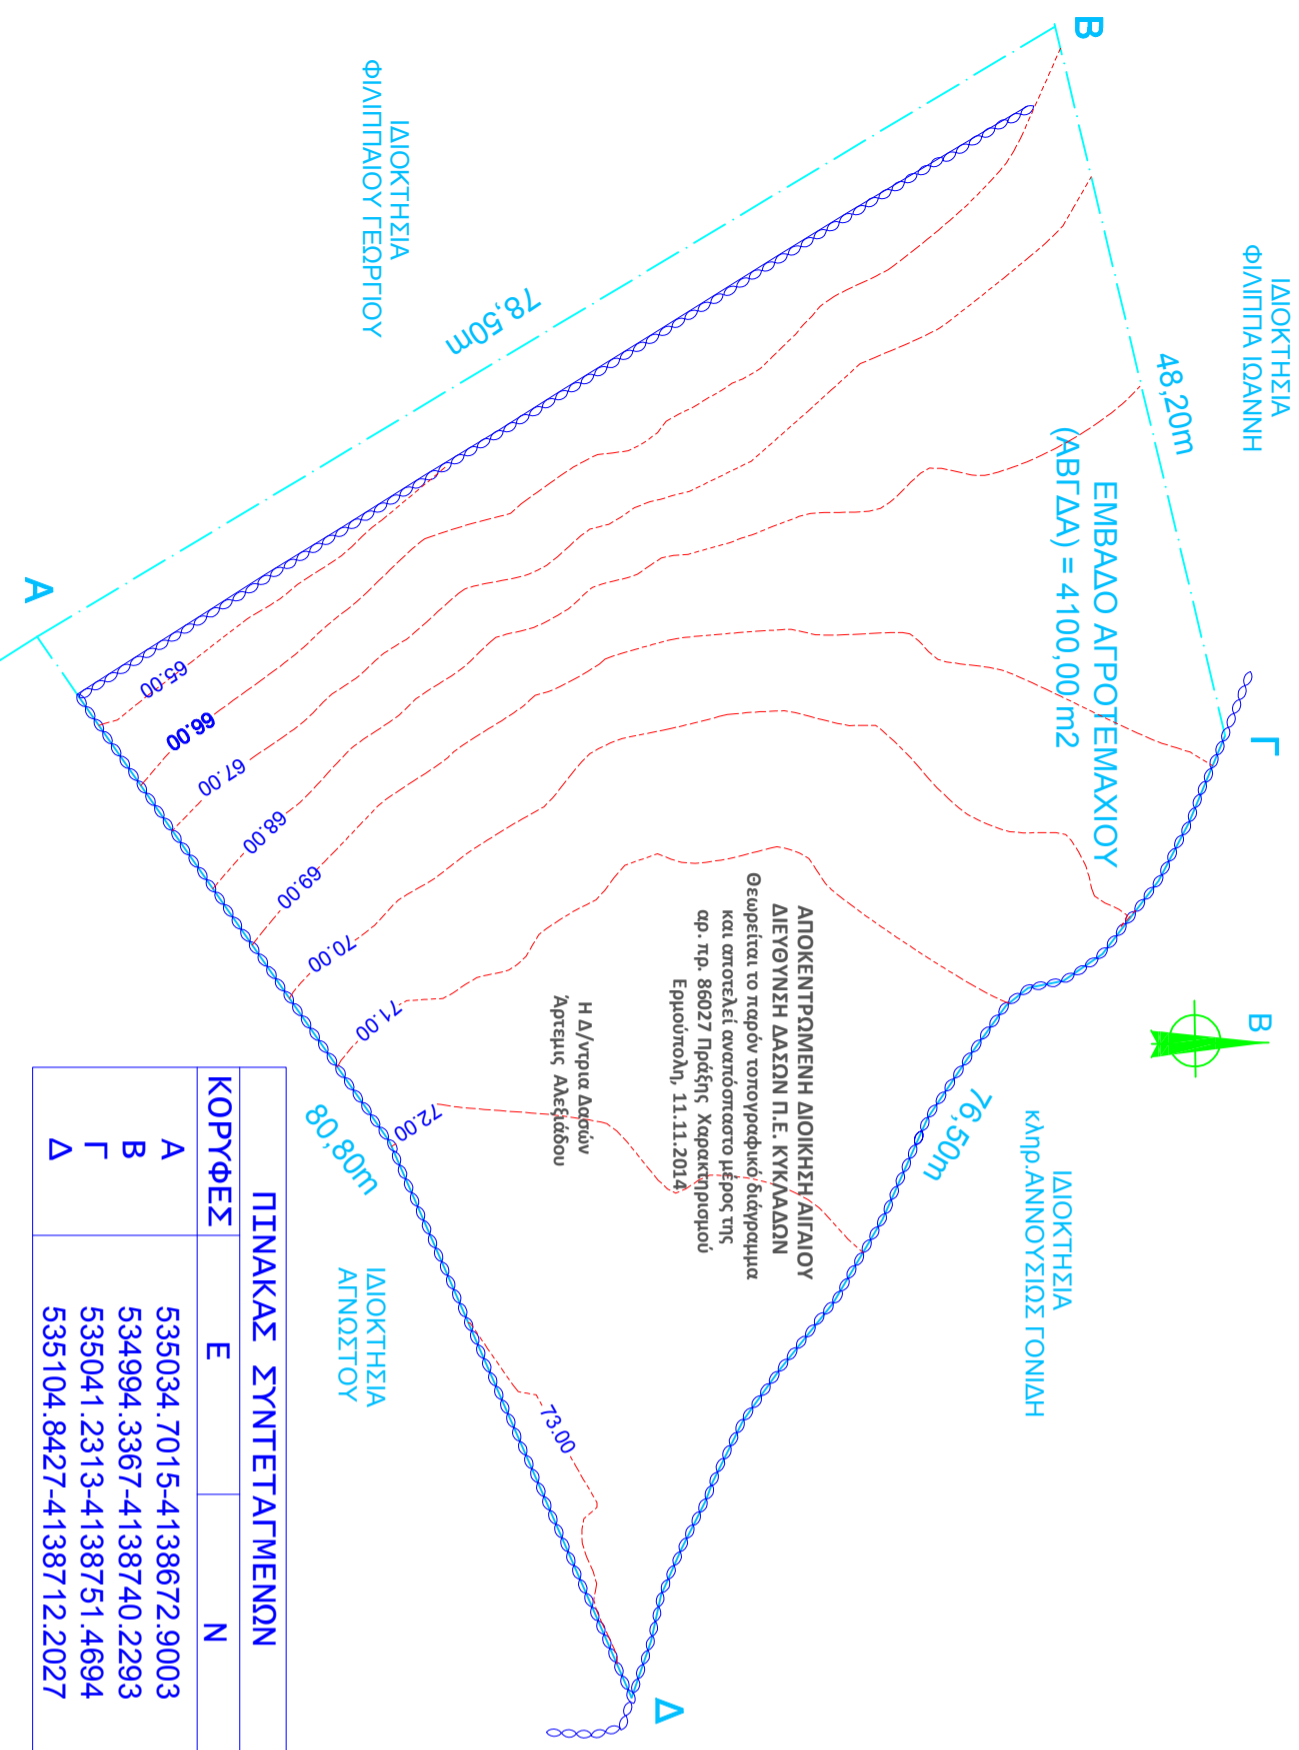 Β
ΙΔΙΟΚΤΗΣΙΑ
ΦΙΛΙΠΠΑ ΙΩΑΝΝΗ
48,20m
Γ
Β
ΕΜΒΑΔΟ ΑΓΡΟΤΕΜΑΧΙΟΥ
(ΑΒΓΔΑ) = 4100,00 m2
ΙΔΙΟΚΤΗΣΙΑ
κληρ.ΑΝΝΟΥΣΙΩΣ ΓΟΝΙΔΗ
76,50m
ΑΠΟΚΕΝΤΡΩΜΕΝΗ ΔΙΟΙΚΗΣΗ ΑΙΓΑΙΟΥ
ΔΙΕΥΘΥΝΣΗ ΔΑΣΩΝ Π.Ε. ΚΥΚΛΑΔΩΝ
Θεωρείται το παρόν τοπογραφικό διάγραμμα
και αποτελεί αναπόσπαστο μέρος της
αρ. πρ. 86027 Πράξης Χαρακτηρισμού
Ερμούπολη, 11.11.2014
Η Δ/ντρια Δασών
Άρτεμις Αλεξιάδου
ΙΔΙΟΚΤΗΣΙΑ
ΦΙΛΙΠΠΑΙΟΥ ΓΕΩΡΓΙΟΥ
78,50m
Α
65.00
66.00
67.00
68.00
69.00
70.00
71.00
72.00
73.00
Δ
80,80m
ΙΔΙΟΚΤΗΣΙΑ
ΑΓΝΩΣΤΟΥ
ΠΙΝΑΚΑΣ ΣΥΝΤΕΤΑΓΜΕΝΩΝ
ΚΟΡΥΦΕΣ Ε Ν
Α 535034.7015-4138672.9003
Β 534994.3367-4138740.2293
Γ 535041.2313-4138751.4694
Δ 535104.8427-4138712.2027